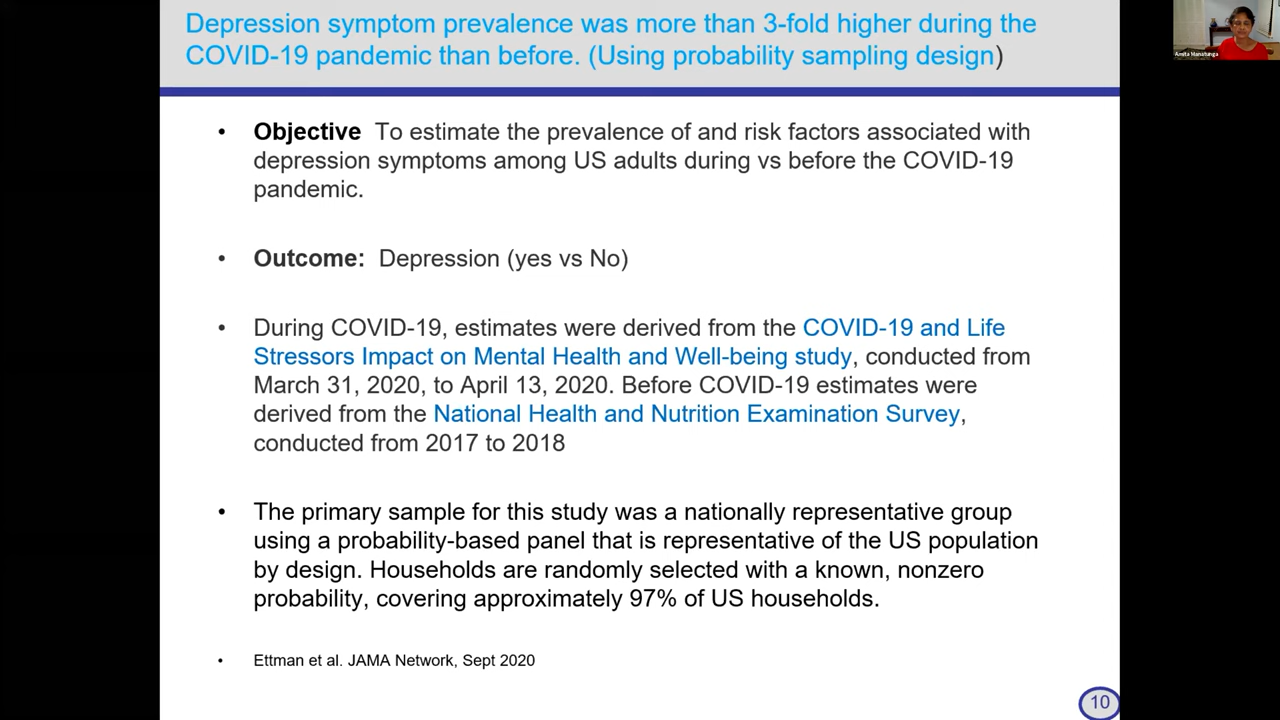 Depression symptom prevalence was more than 3-fold higher during the
COVID-19 pandemic than before. (Using probability sampling design)
Amita Manatunga
• Objective To estimate the prevalence of and risk factors associated with
depression symptoms among US adults during vs before the COVID-19
pandemic.
• Outcome: Depression (yes vs No)
• During COVID-19, estimates were derived from the COVID-19 and Life
Stressors Impact on Mental Health and Well-being study, conducted from
March 31, 2020, to April 13, 2020. Before COVID-19 estimates were
derived from the National Health and Nutrition Examination Survey,
conducted from 2017 to 2018
• The primary sample for this study was a nationally representative group
using a probability-based panel that is representative of the US population
by design. Households are randomly selected with a known, nonzero
probability, covering approximately 97% of US households.
• Ettman et al. JAMA Network, Sept 2020
10